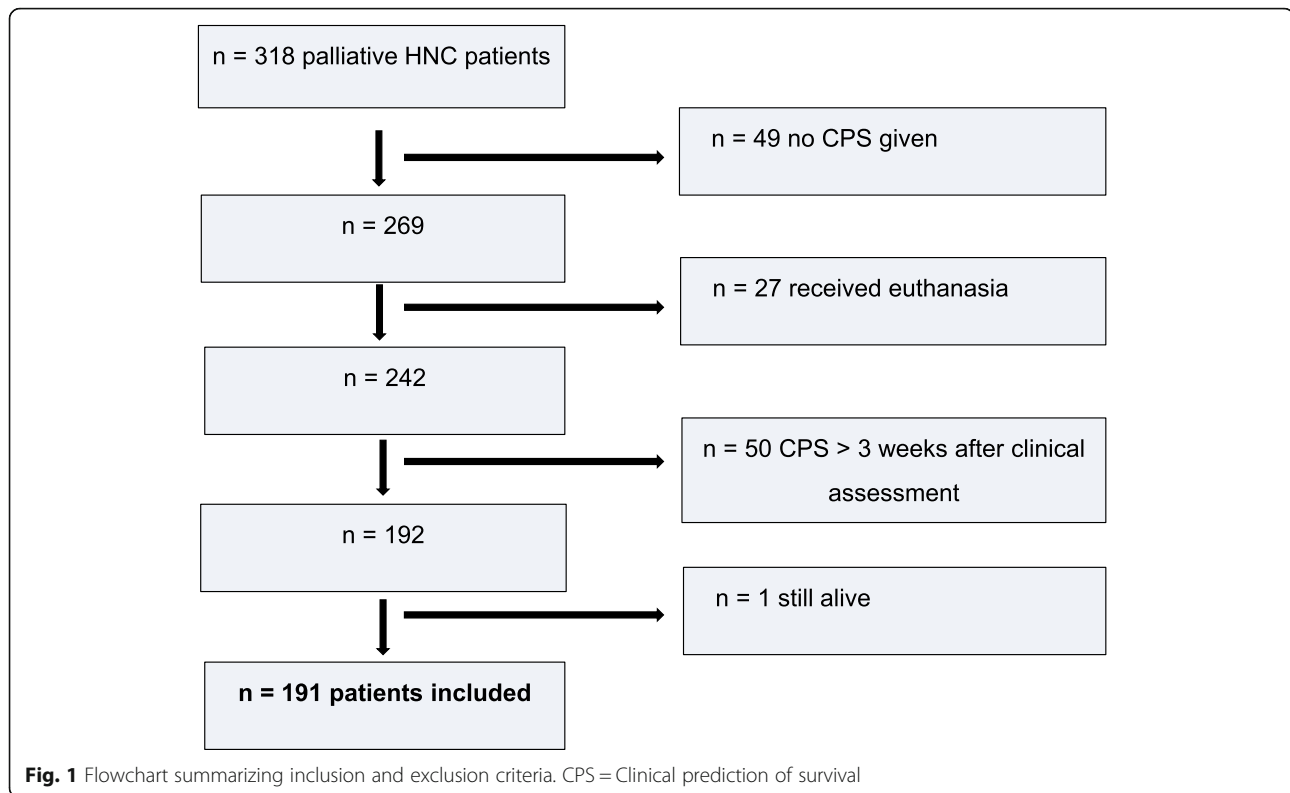 n = 318 palliative HNC patients
n = 49 no CPS given
n = 269
n = 27 received euthanasia
n = 242
n = 50 CPS > 3 weeks after clinical
assessment
n = 192
n = 1 still alive
n = 191 patients included
Fig. 1 Flowchart summarizing inclusion and exclusion criteria. CPS = Clinical prediction of survival